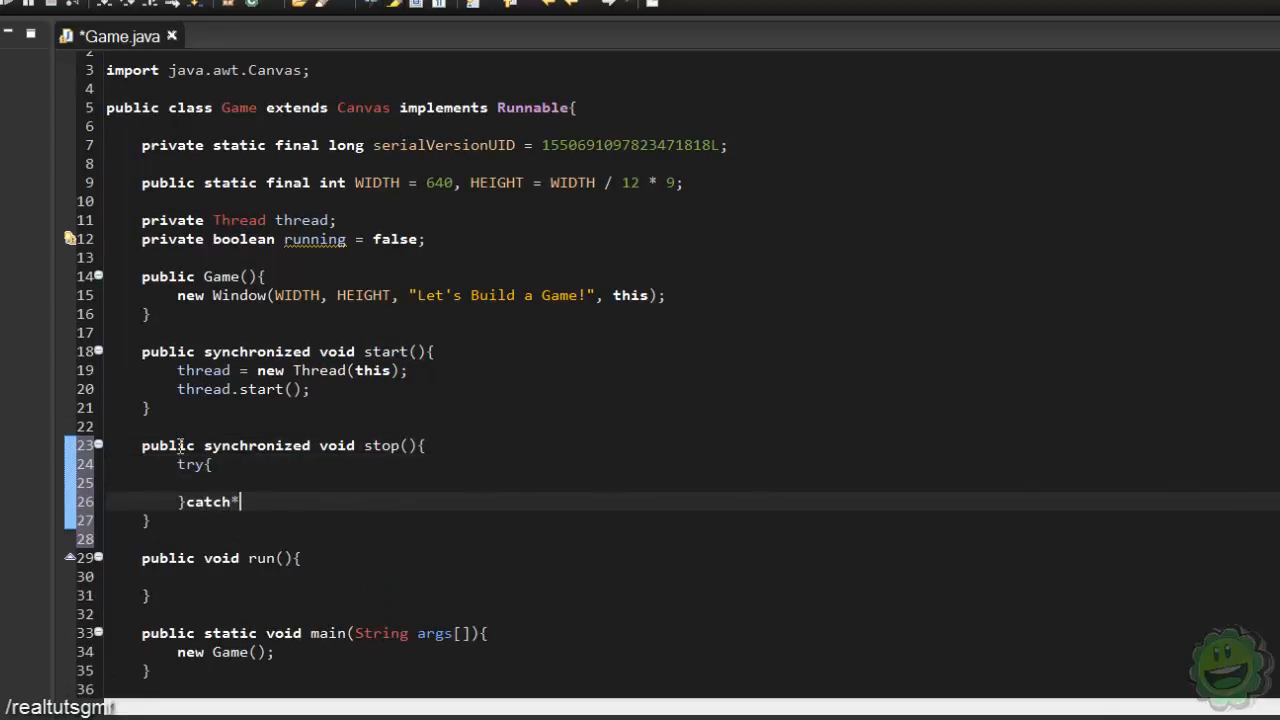 *Game.java
2
3 import java.awt.Canvas;
4
5 public class Game extends Canvas implements Runnable{
6
7 private static final long serialVersionUID = 1550691097823471818L;
8
9 public static final int WIDTH = 640, HEIGHT = WIDTH / 12 * 9;
10
11 private Thread thread;
12 private boolean running = false;
13
14 public Game(){
15 new Window(WIDTH, HEIGHT, "Let's Build a Game!", this);
16 }
17
18 public synchronized void start(){
19 thread = new Thread(this);
20 thread.start();
21 }
22
23 public synchronized void stop(){
24 try{
25
26 }catch*
27 }
28
29 public void run(){
30
31 }
32
33 public static void main(String args[]){
34 new Game();
35 }
36
/realtutsgml